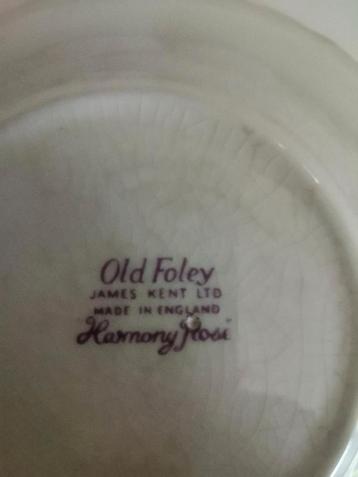 Old Foley
JAMES KENT LTD
MADE IN ENGLAND
"Harmony Rose"